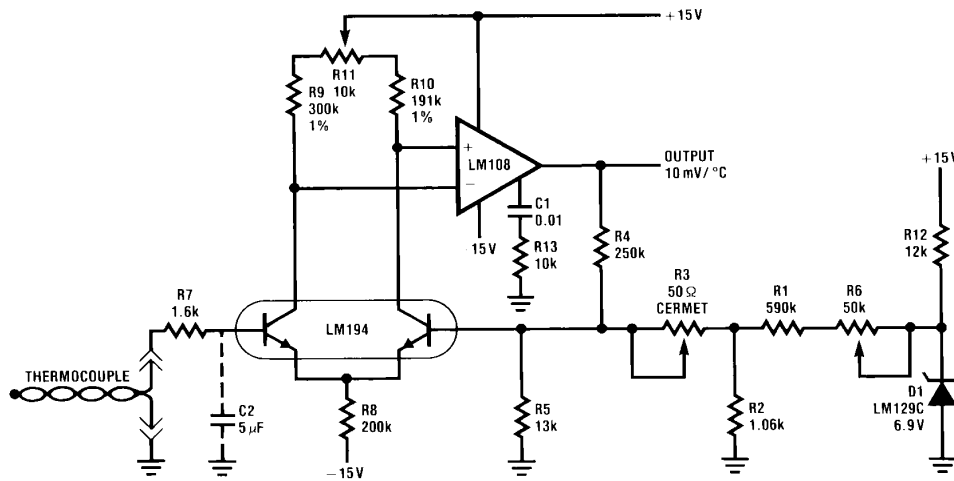 +15V
R11
10k
R9
300k
1%
R10
191k
1%
+
LM108
−
OUTPUT
10 mV/°C
+15V
C1
0.01
15V
R13
10k
R4
250k
R12
12k
R7
1.6k
LM194
R3
50Ω
CERMET
R1
590k
R6
50k
THERMOCOUPLE
C2
5 μF
R8
200k
R5
13k
R2
1.06k
D1
LM129C
6.9V
−15V